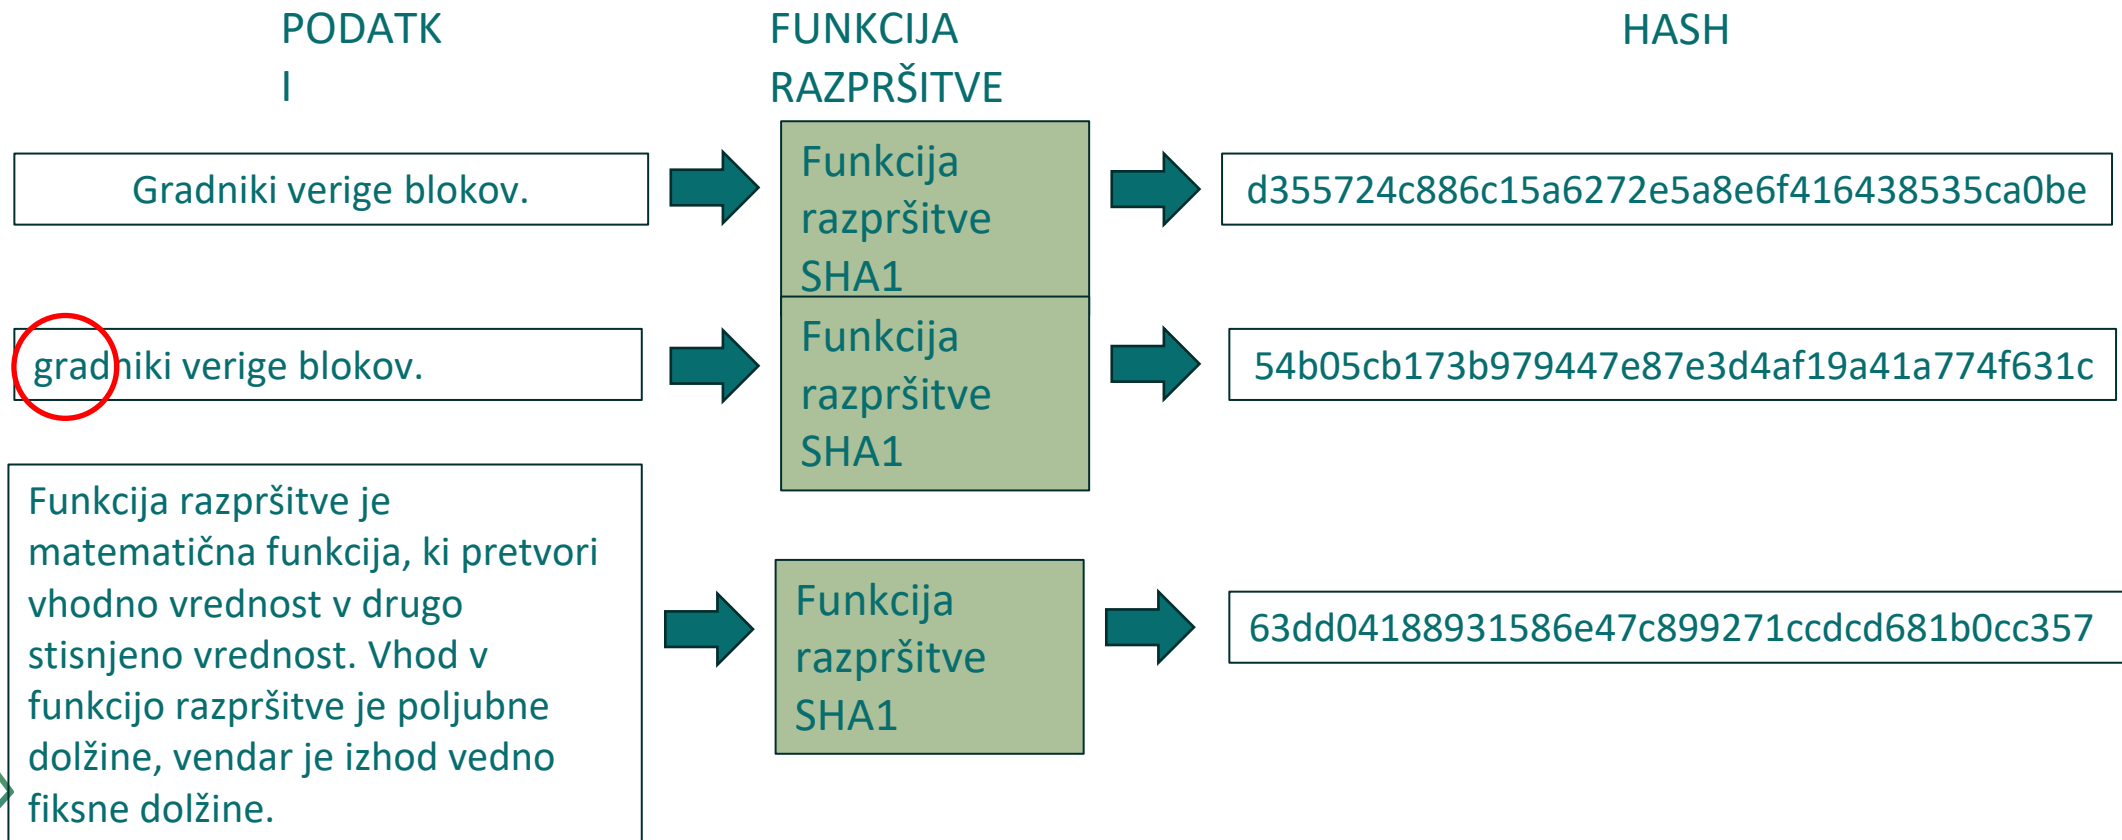 PODATK
I
FUNKCIJA
RAZPRŠITVE
HASH
Gradniki verige blokov.
Funkcija
razpršitve
SHA1
d355724c886c15a6272e5a8e6f416438535ca0be
gradniki verige blokov.
Funkcija
razpršitve
SHA1
54b05cb173b979447e87e3d4af19a41a774f631c
Funkcija razpršitve je
matematična funkcija, ki pretvori
vhodno vrednost v drugo
stisnjeno vrednost. Vhod v
funkcijo razpršitve je poljubne
dolžine, vendar je izhod vedno
fiksne dolžine.
Funkcija
razpršitve
SHA1
63dd04188931586e47c899271ccdcd681b0cc357